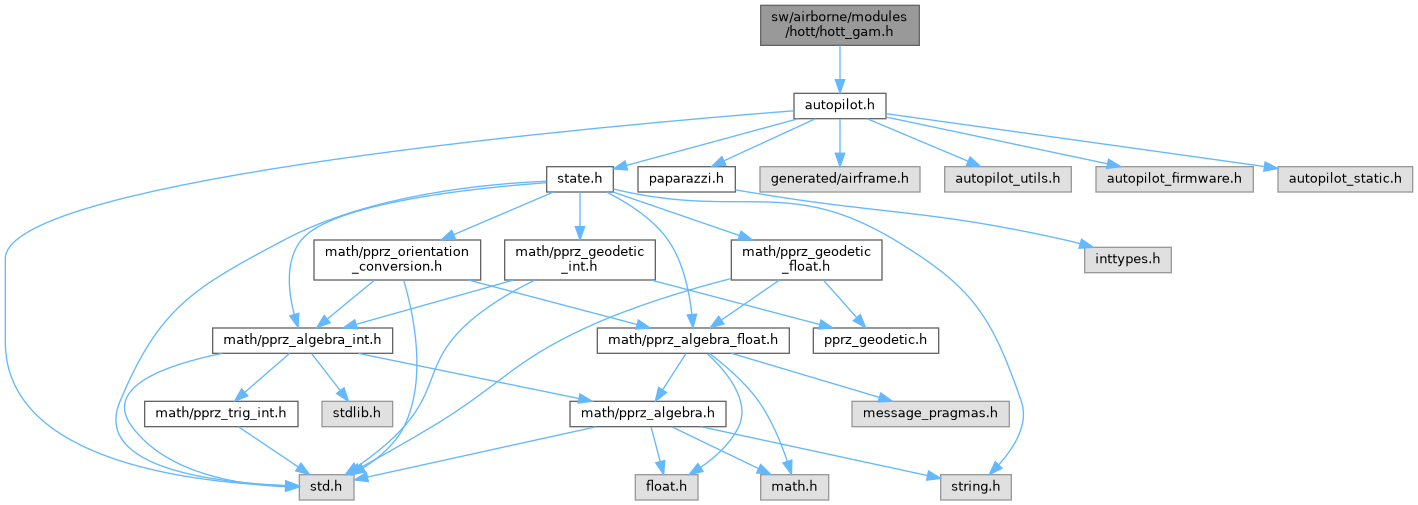 sw/airborne/modules
/hott/hott_gam.h
autopilot.h
state.h
paparazzi.h
generated/airframe.h
autopilot_utils.h
autopilot_firmware.h
autopilot_static.h
math/pprz_orientation
_conversion.h
math/pprz_geodetic
_int.h
math/pprz_geodetic
_float.h
inttypes.h
math/pprz_algebra_int.h
math/pprz_algebra_float.h
pprz_geodetic.h
math/pprz_trig_int.h
stdlib.h
math/pprz_algebra.h
message_pragmas.h
std.h
float.h
math.h
string.h